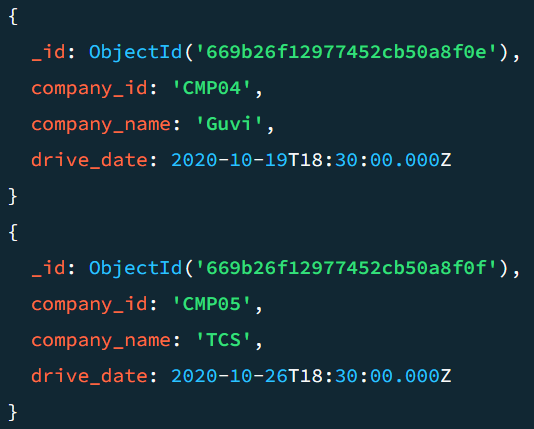 {
_id: ObjectId('669b26f12977452cb50a8f0e'),
company_id: 'CMP04',
company_name: 'Guvi',
drive_date: 2020-10-19T18:30:00.000Z
}
{
_id: ObjectId('669b26f12977452cb50a8f0f'),
company_id: 'CMP05',
company_name: 'TCS',
drive_date: 2020-10-26T18:30:00.000Z
}